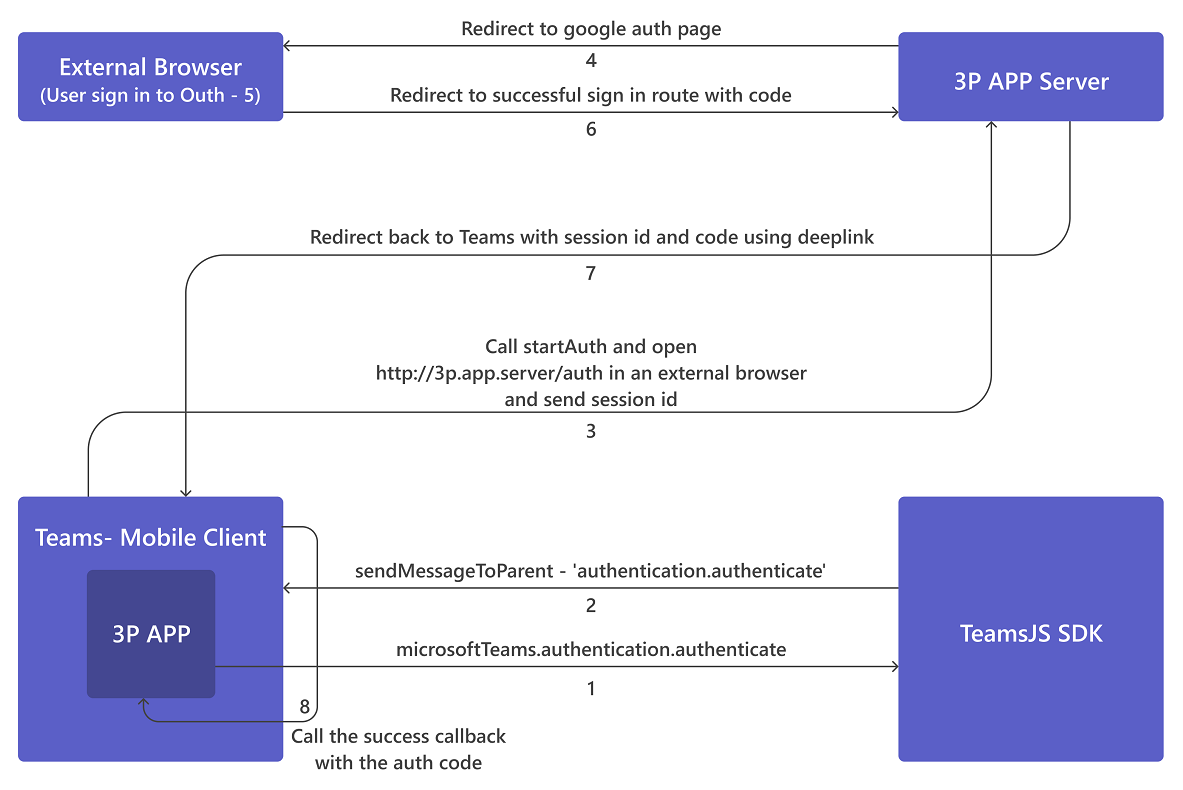 Redirect to google auth page
4
External Browser
(User sign in to Outh - 5)
3P APP Server
Redirect to successful sign in route with code
6
Redirect back to Teams with session id and code using deeplink
7
Call startAuth and open
http://3p.app.server/auth in an external browser
and send session id
3
Teams- Mobile Client
3P APP
sendMessageToParent - 'authentication.authenticate'
2
TeamsJS SDK
microsoftTeams.authentication.authenticate
1
8
Call the success callback
with the auth code